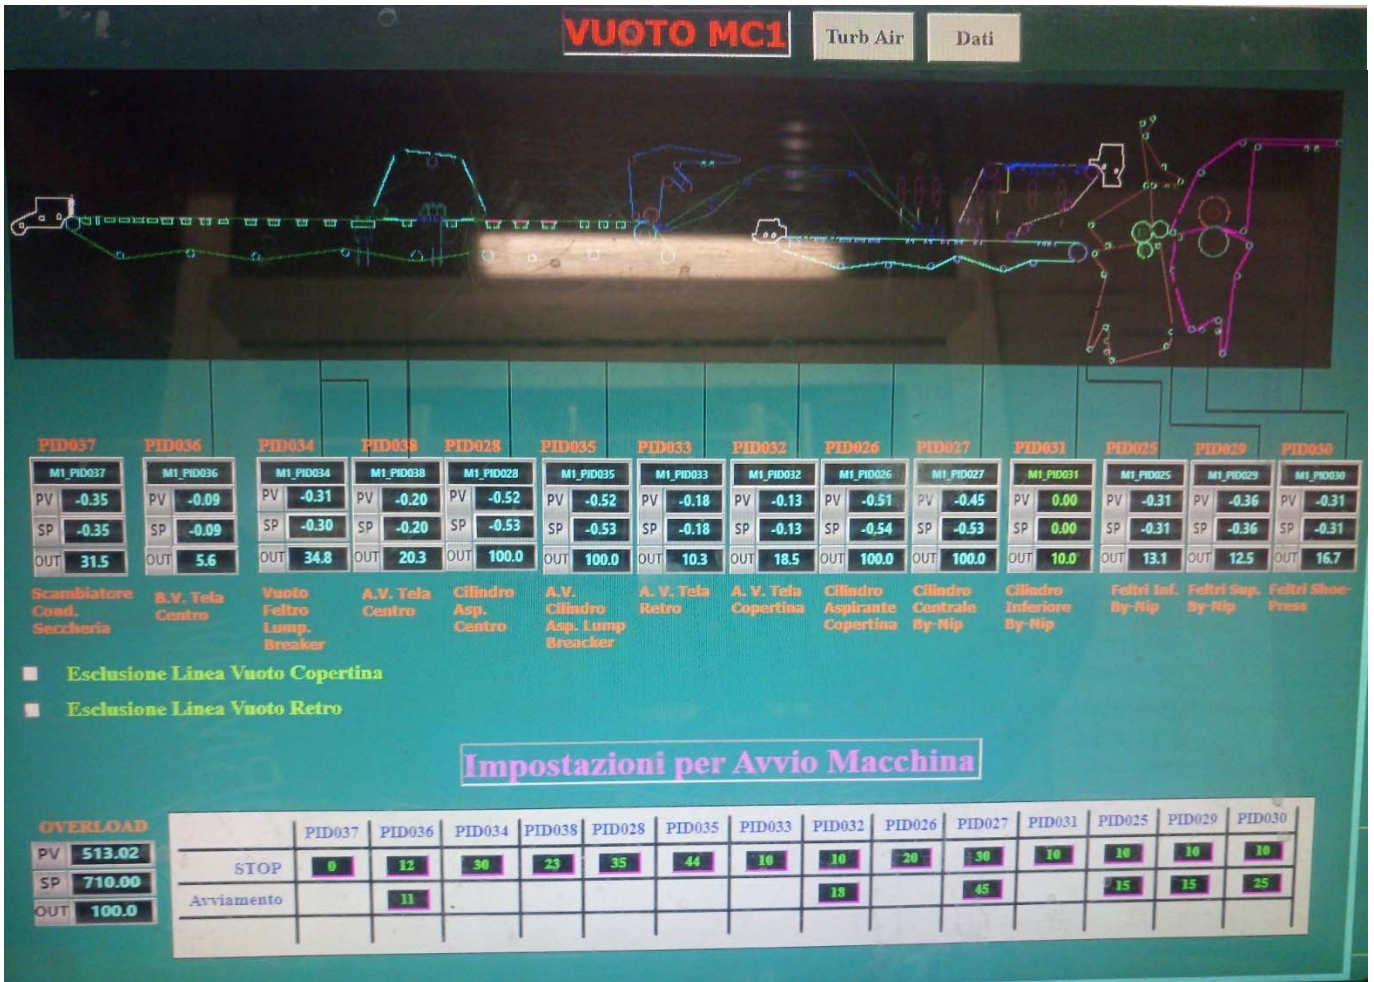 VUOTO MC1
Turb Air
Dati
PID037 PID036 PID034 PID038 PID028 PID035 PID033 PID032 PID026 PID027 PID031 PID025 PID029 PID030
M1_PID037 M1_PID036 M1_PID034 M1_PID038 M1_PID028 M1_PID035 M1_PID033 M1_PID032 M1_PID026 M1_PID027 M1_PID031 M1_PID025 M1_PID029 M1_PID030
PV -0.35 PV -0.09 PV -0.31 PV -0.20 PV -0.52 PV -0.52 PV -0.18 PV -0.13 PV -0.51 PV -0.45 PV 0.00 PV -0.31 PV -0.36 PV -0.31
SP -0.35 SP -0.09 SP -0.30 SP -0.20 SP -0.53 SP -0.53 SP -0.18 SP -0.13 SP -0.54 SP -0.53 SP 0.00 SP -0.31 SP -0.36 SP -0.31
OUT 31.5 OUT 5.6 OUT 34.8 OUT 20.3 OUT 100.0 OUT 100.0 OUT 10.3 OUT 18.5 OUT 100.0 OUT 100.0 OUT 10.0 OUT 13.1 OUT 12.5 OUT 16.7
Scambiatore
Cond.
Seccheria
B.V. Tela
Centro
Vuoto
Feltro
Lump.
Breaker
A.V. Tela
Centro
Cilindro
Asp.
Centro
A.V.
Cilindro
Asp. Lump
Breacker
A. V. Tela
Retro
A. V. Tela
Copertina
Cilindro
Aspirante
Copertina
Cilindro
Centrale
By-Nip
Cilindro
Inferiore
By-Nip
Feltri Inf.
By-Nip
Feltri Sup.
By-Nip
Feltri Shoe-
Press
Esclusione Linea Vuoto Copertina
Esclusione Linea Vuoto Retro
Impostazioni per Avvio Macchina
OVERLOAD
PV 513.02
SP 710.00
OUT 100.0
PID037 PID036 PID034 PID038 PID028 PID035 PID033 PID032 PID026 PID027 PID031 PID025 PID029 PID030
STOP 0 12 30 23 35 44 10 10 20 30 10 10 10 10
Avviamento 11 18 45 15 15 25